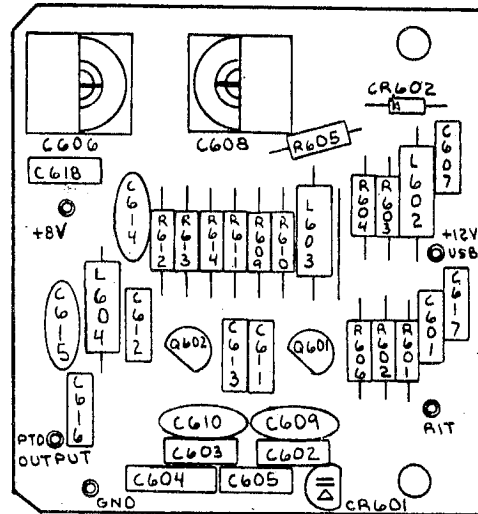 CR602
C606
C608
R605
C607
C618
C614
L602
R604
R603
L603
R612
R613
R614
R611
R609
R610
+8V
+12V
USB
L604
C617
C615
C612
C601
Q602
C613
C611
Q601
R606
R602
R601
C616
RIT
C610
C609
PTO
OUTPUT
C603
C602
C604
C605
GND
CR601